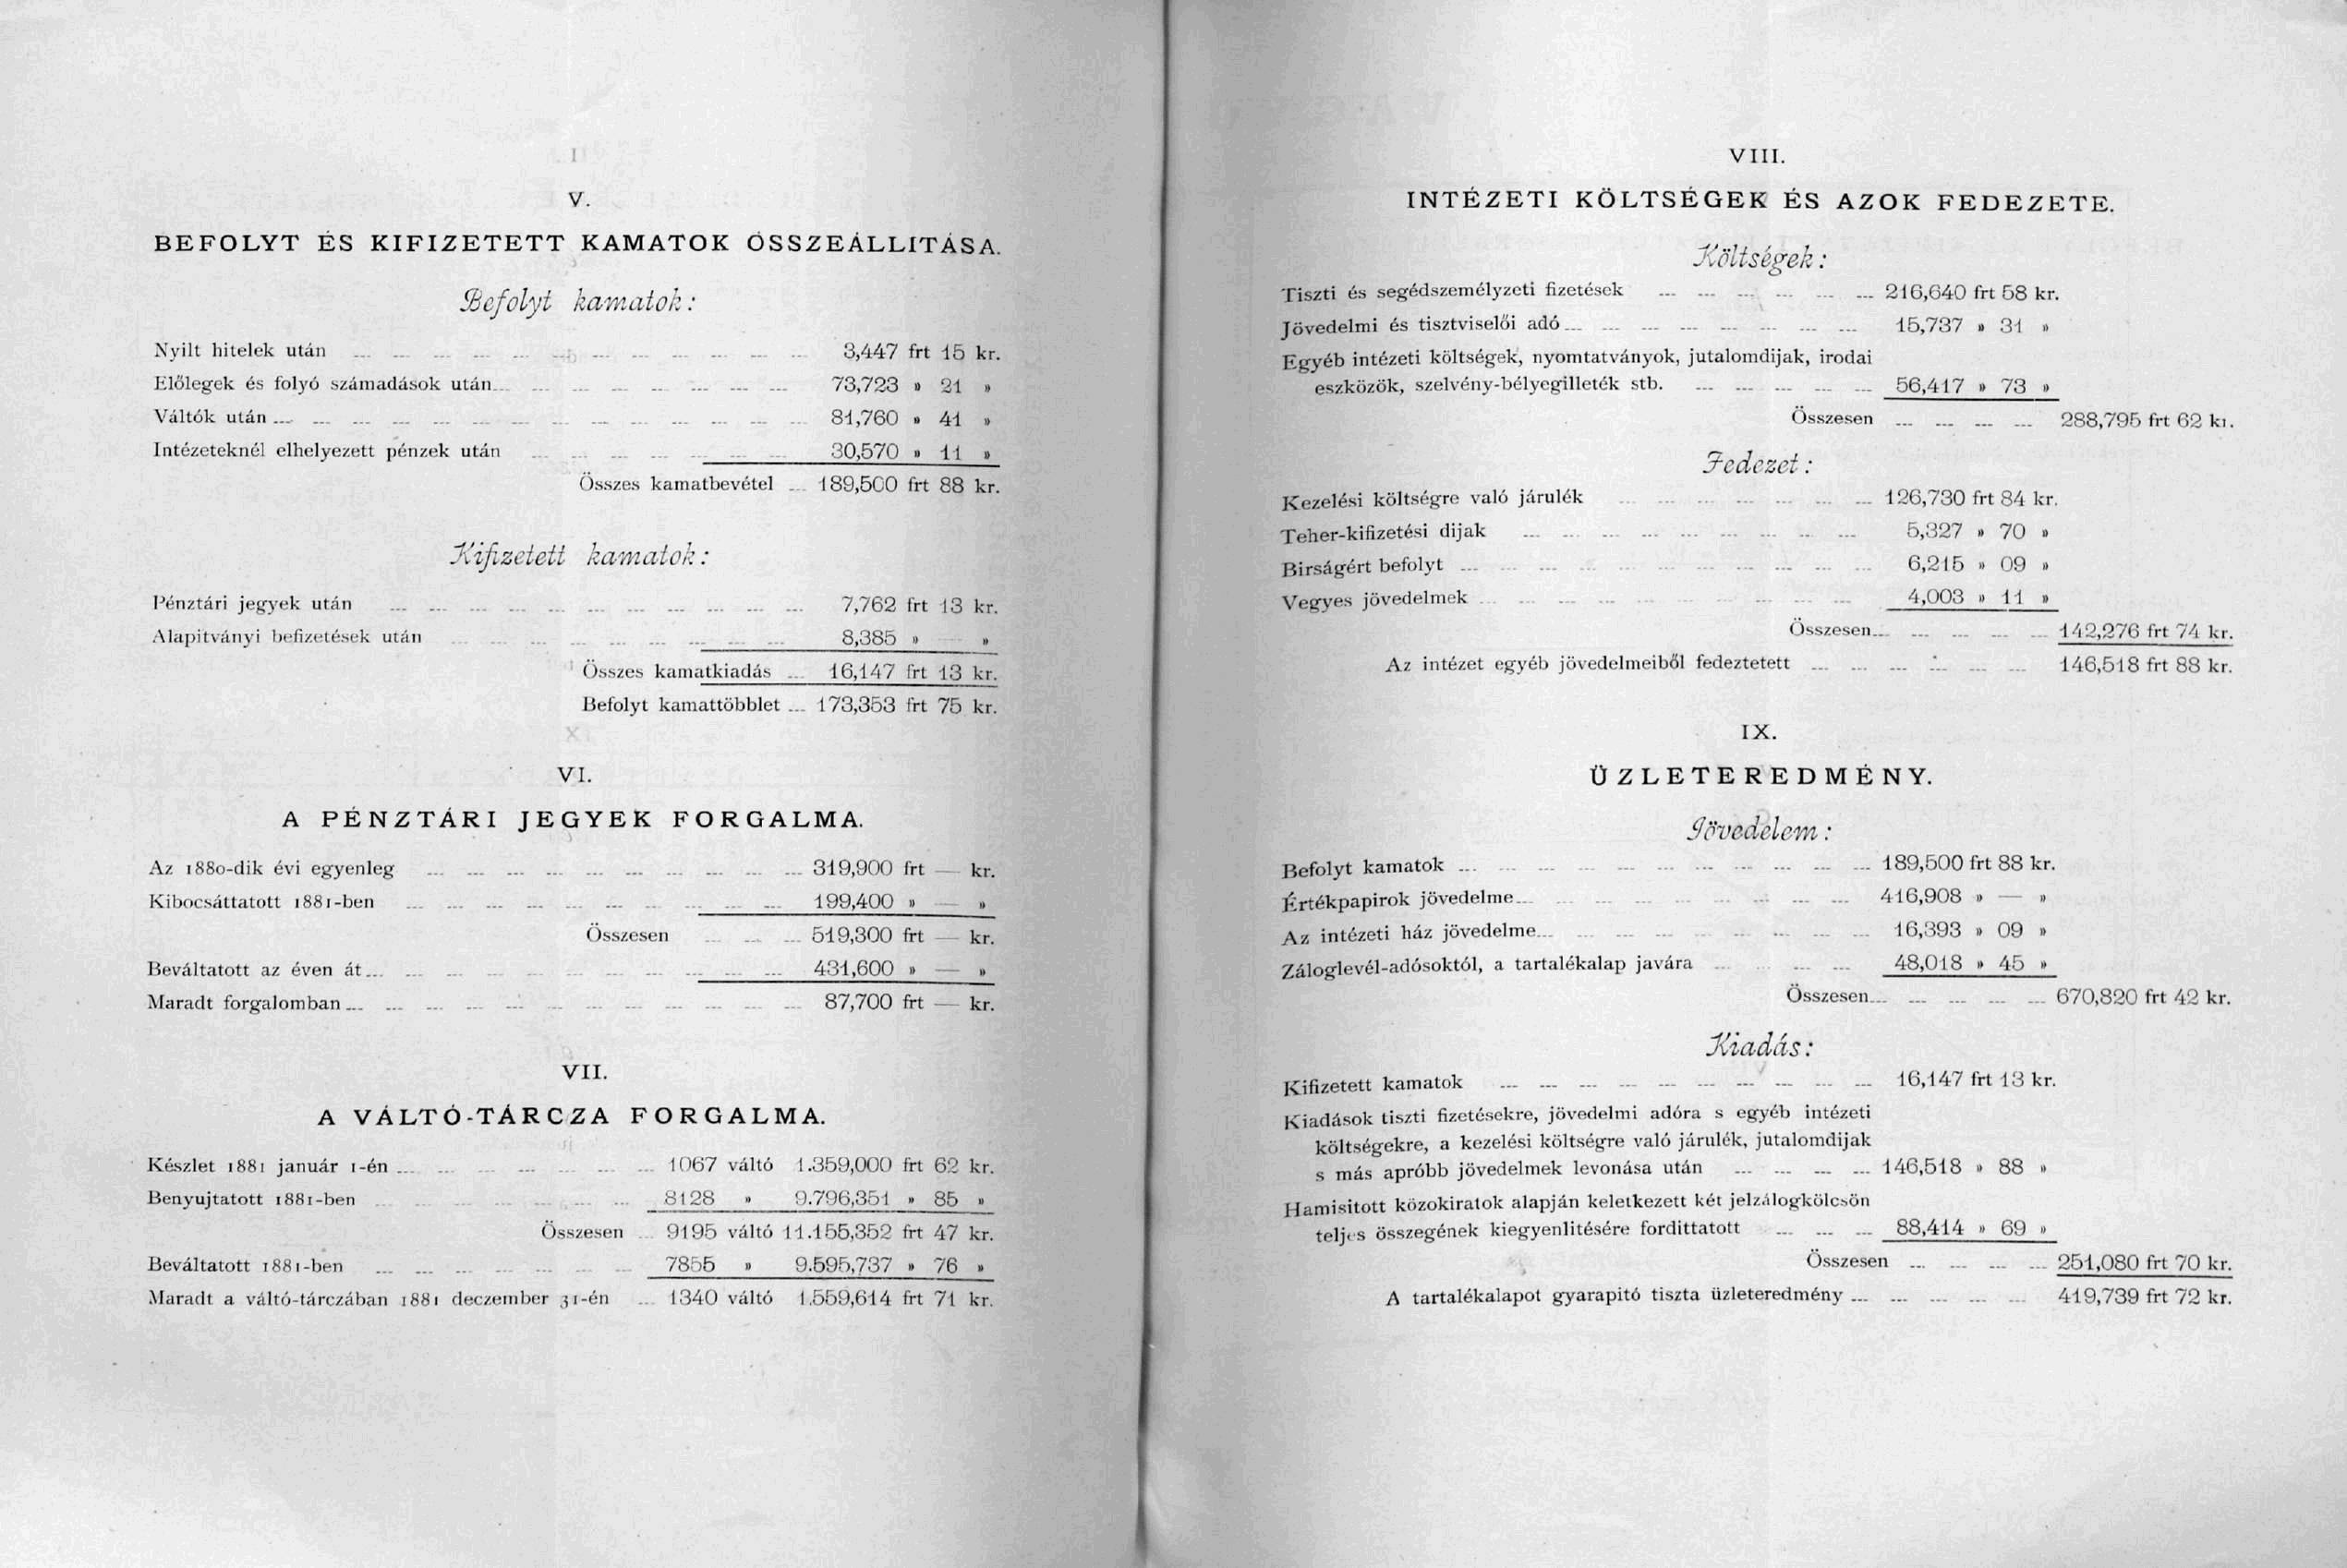 V.
BEFOLYT ÉS KIFIZETETT KAMATOK ÖSSZEÁLLITÁSA.
Befolyt kamatok:
Nyilt hitelek után 3,447 frt 15 kr.
Előlegek és folyó számadások után 73,723 » 21 »
Váltók után 81,760 » 41 »
Intézeteknél elhelyezett pénzek után 30,570 » 11 »
Összes kamatbevétel 189,500 frt 88 kr.
Kifizetett kamatok:
Pénztári jegyek után 7,762 frt 13 kr.
Alapitványi befizetések után 8,385 » — »
Összes kamatkiadás 16,147 frt 13 kr.
Befolyt kamattöbblet 173,353 frt 75 kr.
VI.
A PÉNZTÁRI JEGYEK FORGALMA.
Az 1880-dik évi egyenleg 319,900 frt — kr.
Kibocsáttatott 1881-ben 199,400 » — »
Összesen 519,300 frt — kr.
Beváltatott az éven át 431,600 » — »
Maradt forgalomban 87,700 frt — kr.
VII.
A VÁLTÓ-TÁRCZA FORGALMA.
Készlet 1881 január 1-én 1067 váltó 1.359,000 frt 62 kr.
Benyujtatott 1881-ben 8128 » 9.796,351 » 85 »
Összesen 9195 váltó 11.155,352 frt 47 kr.
Beváltatott 1881-ben 7855 » 9.595,737 » 76 »
Maradt a váltó-tárczában 1881 deczember 31-én 1340 váltó 1.559,614 frt 71 kr.
VIII.
INTÉZETI KÖLTSÉGEK ÉS AZOK FEDEZETE.
Költségek:
Tiszti és segédszemélyzeti fizetések 216,640 frt 58 kr.
Jövedelmi és tisztviselői adó 15,737 » 31 »
Egyéb intézeti költségek, nyomtatványok, jutalomdijak, irodai
eszközök, szelvény-bélyegilleték stb. 56,417 » 73 »
Összesen 288,795 frt 62 kr.
Fedezet:
Kezelési költségre való járulék 126,730 frt 84 kr.
Teher-kifizetési dijak 5,327 » 70 »
Birságért befolyt 6,215 » 09 »
Vegyes jövedelmek 4,003 » 11 »
Összesen 142,276 frt 74 kr.
Az intézet egyéb jövedelmeiből fedeztetett 146,518 frt 88 kr.
IX.
ÜZLETEREDMÉNY.
Jövedelem:
Befolyt kamatok 189,500 frt 88 kr.
Értékpapirok jövedelme 416,908 » — »
Az intézeti ház jövedelme 16,393 » 09 »
Záloglevél-adósoktól, a tartalékalap javára 48,018 » 45 »
Összesen 670,820 frt 42 kr.
Kiadás:
Kifizetett kamatok 16,147 frt 13 kr.
Kiadások tiszti fizetésekre, jövedelmi adóra s egyéb intézeti
költségekre, a kezelési költségre való járulék, jutalomdijak
s más apróbb jövedelmek levonása után 146,518 » 88 »
Hamisitott közokiratok alapján keletkezett két jelzálogkölcsön
teljes összegének kiegyenlitésére fordittatott 88,414 » 69 »
Összesen 251,080 frt 70 kr.
A tartalékalapot gyarapitó tiszta üzleteredmény 419,739 frt 72 kr.